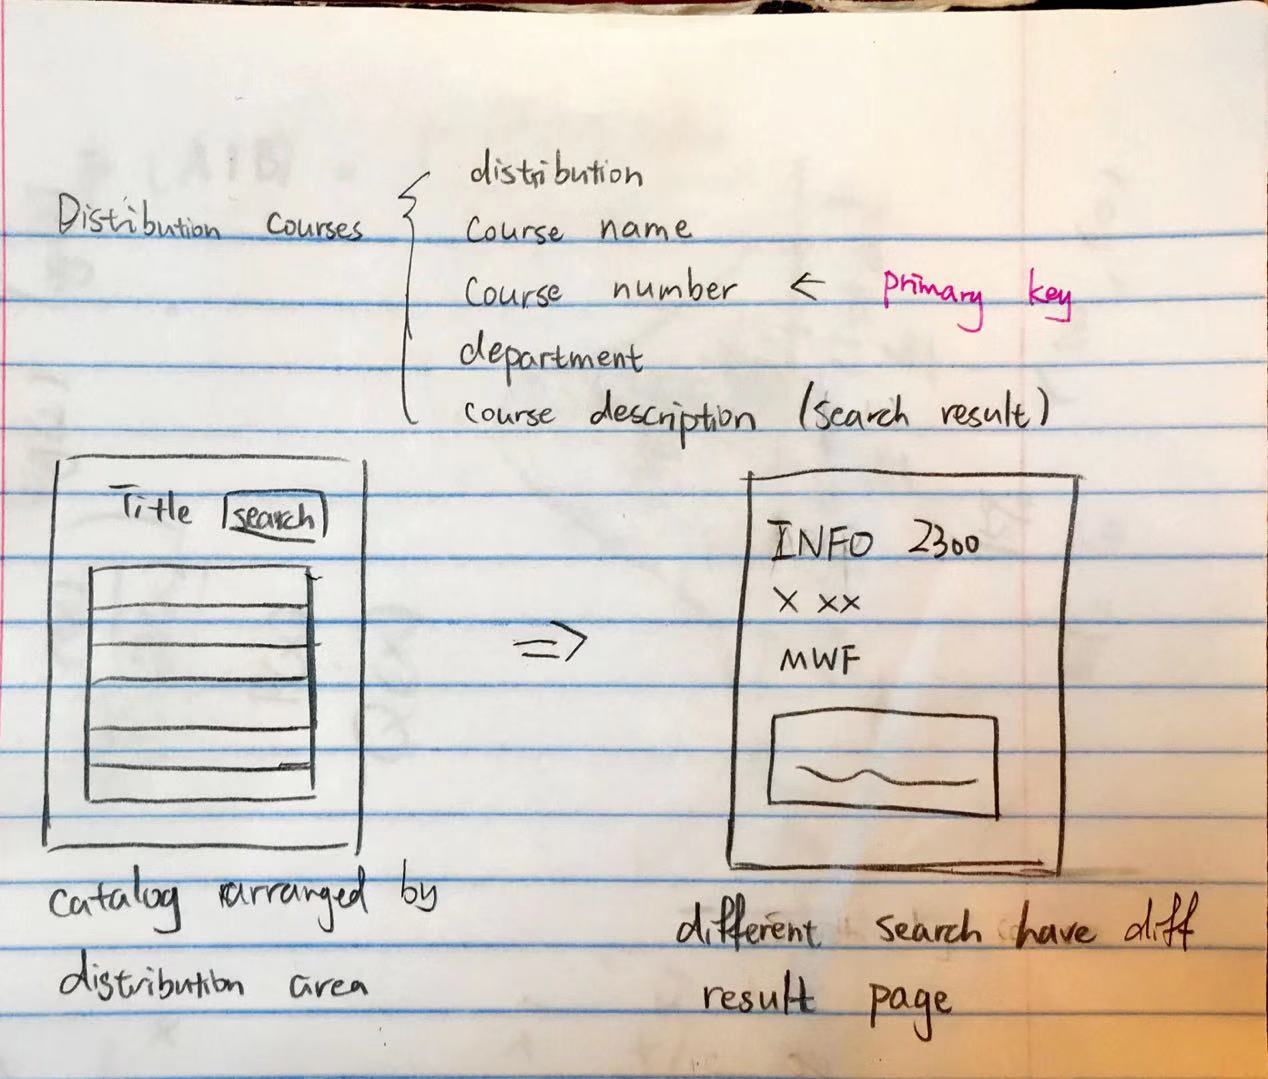 distribution
Distribution courses
Course name
Course number ← primary key
department
course description (search result)
Title search
INFO 2300
X XX
MWF
catalog arranged by
distribution area
different search have diff
result page